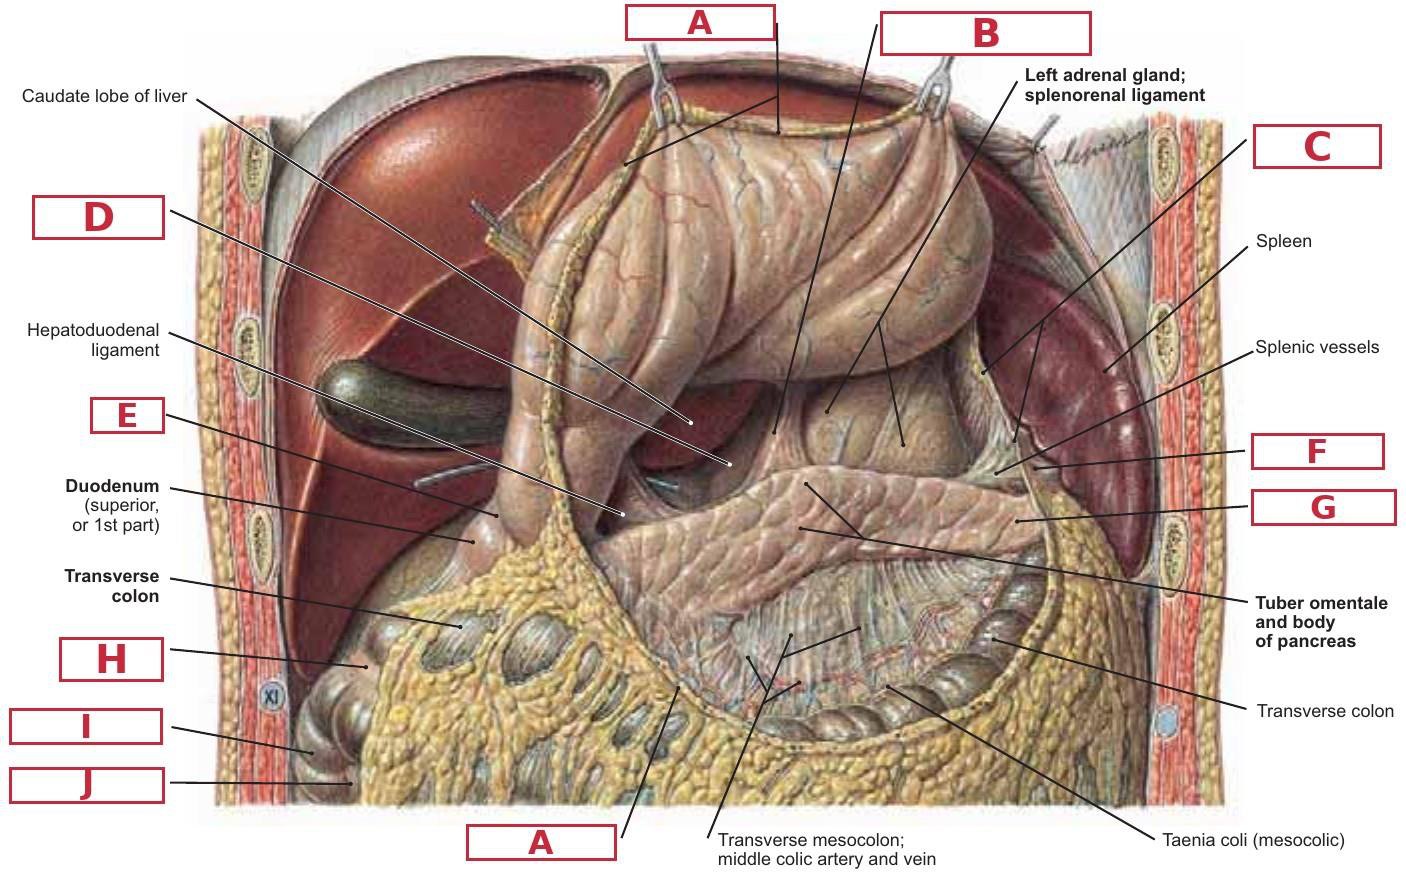 A
B
Left adrenal gland;
splenorenal ligament
Caudate lobe of liver
C
D
Spleen
Hepatoduodenal
ligament
Splenic vessels
E
F
Duodenum
(superior,
or 1st part)
G
Transverse
colon
Tuber omentale
and body
of pancreas
H
XI
I
Transverse colon
J
A
Transverse mesocolon;
middle colic artery and vein
Taenia coli (mesocolic)